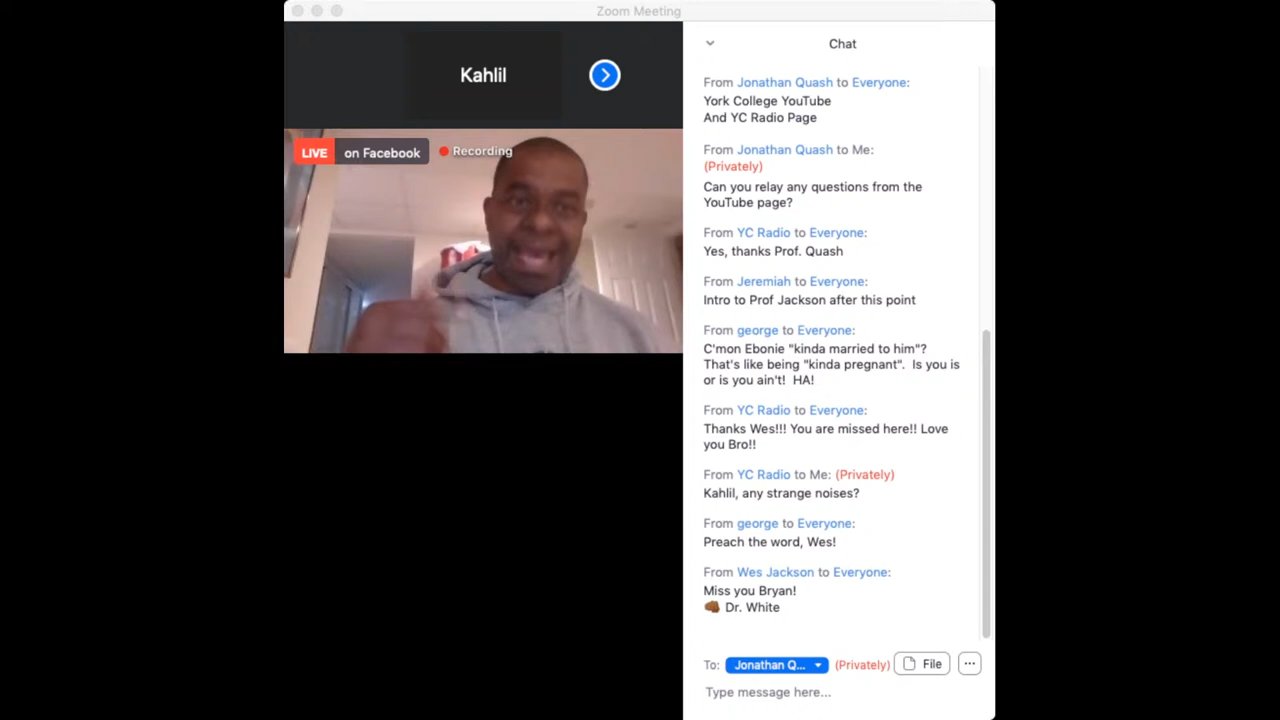 Zoom Meeting
Kahlil
LIVE on Facebook
Recording
Chat
From Jonathan Quash to Everyone:
York College YouTube
And YC Radio Page
From Jonathan Quash to Me:
(Privately)
Can you relay any questions from the
YouTube page?
From YC Radio to Everyone:
Yes, thanks Prof. Quash
From Jeremiah to Everyone:
Intro to Prof Jackson after this point
From george to Everyone:
C'mon Ebonie "kinda married to him"?
That's like being "kinda pregnant".  Is you is
or is you ain't!  HA!
From YC Radio to Everyone:
Thanks Wes!!! You are missed here!! Love
you Bro!!
From YC Radio to Me: (Privately)
Kahlil, any strange noises?
From george to Everyone:
Preach the word, Wes!
From Wes Jackson to Everyone:
Miss you Bryan!
👊🏾 Dr. White
To: Jonathan Q... (Privately) File ...
Type message here...